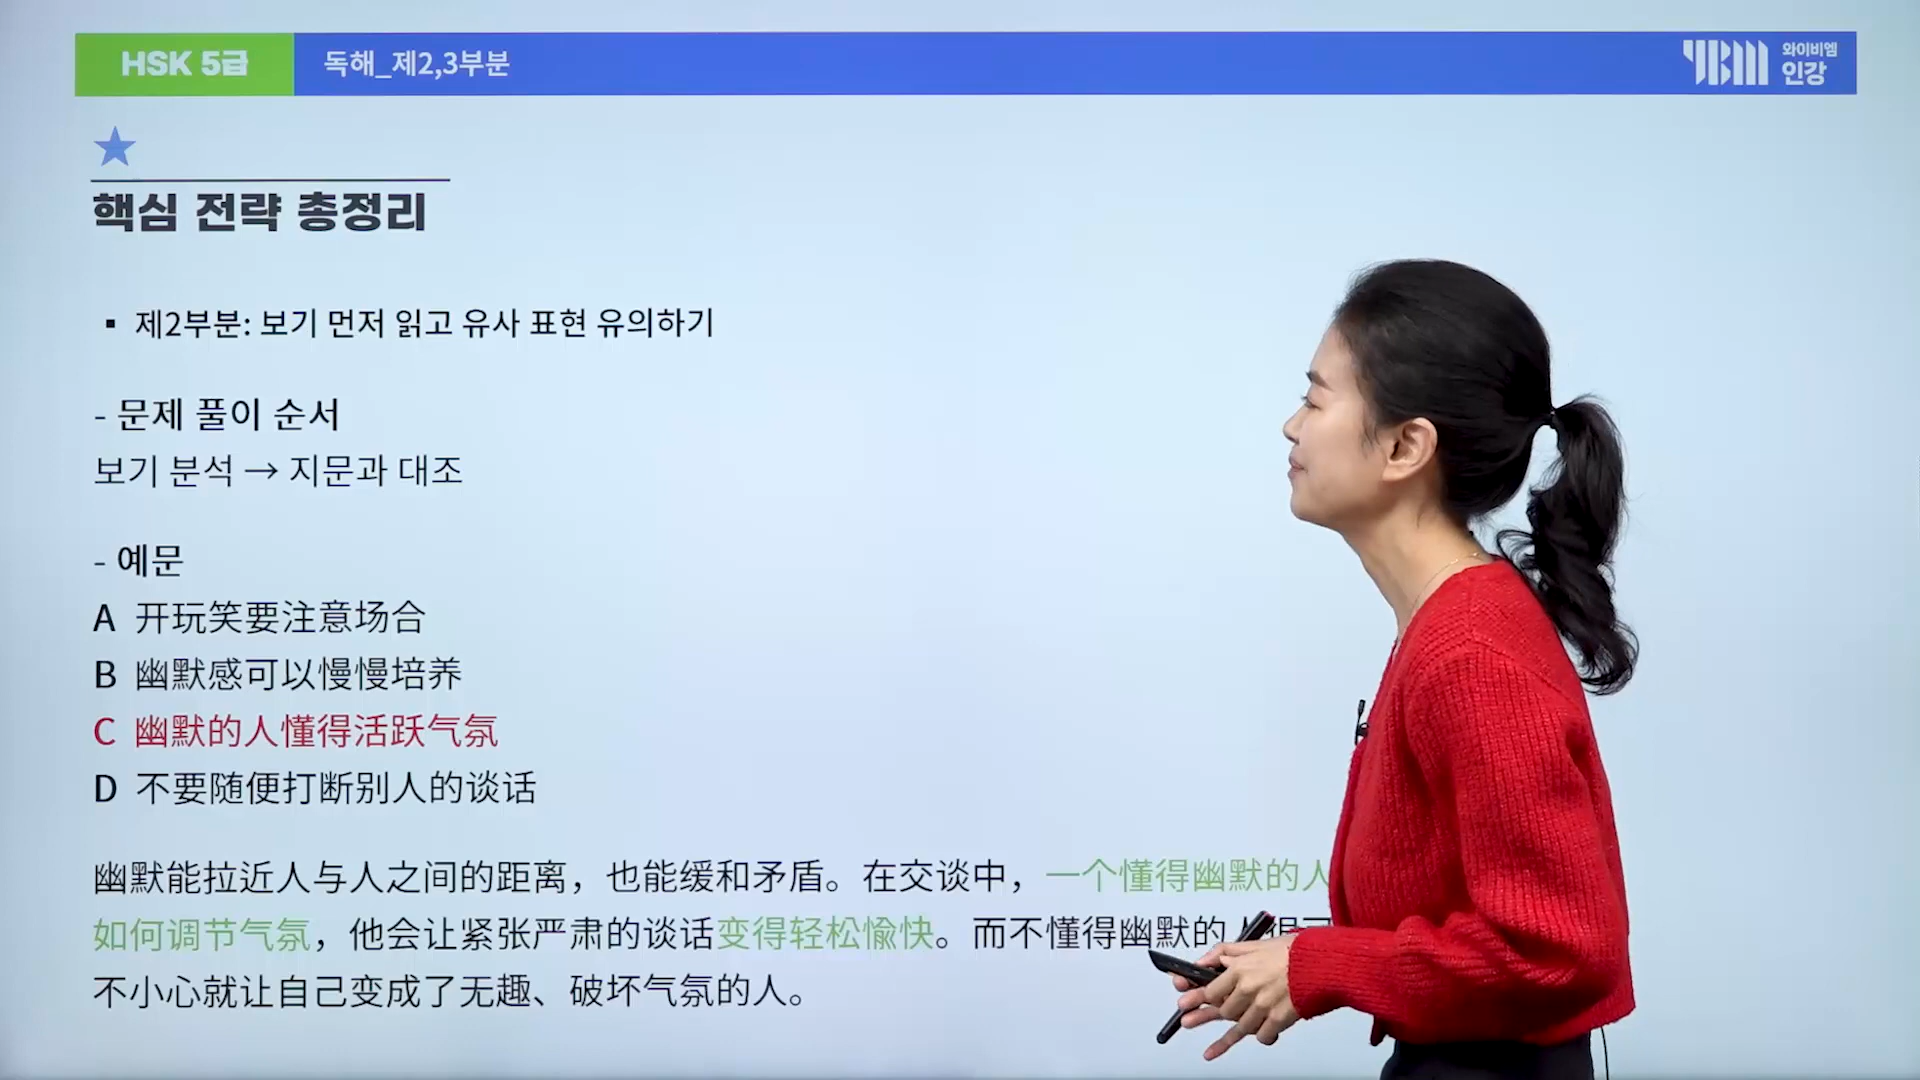 HSK 5급
독해_제2,3부분
YBM 와이비엠
인강
핵심 전략 총정리
▪ 제2부분: 보기 먼저 읽고 유사 표현 유의하기
- 문제 풀이 순서
보기 분석 → 지문과 대조
- 예문
A 开玩笑要注意场合
B 幽默感可以慢慢培养
C 幽默的人懂得活跃气氛
D 不要随便打断别人的谈话
幽默能拉近人与人之间的距离，也能缓和矛盾。在交谈中，一个懂得幽默的人
如何调节气氛，他会让紧张严肃的谈话变得轻松愉快。而不懂得幽默的人很
不小心就让自己变成了无趣、破坏气氛的人。